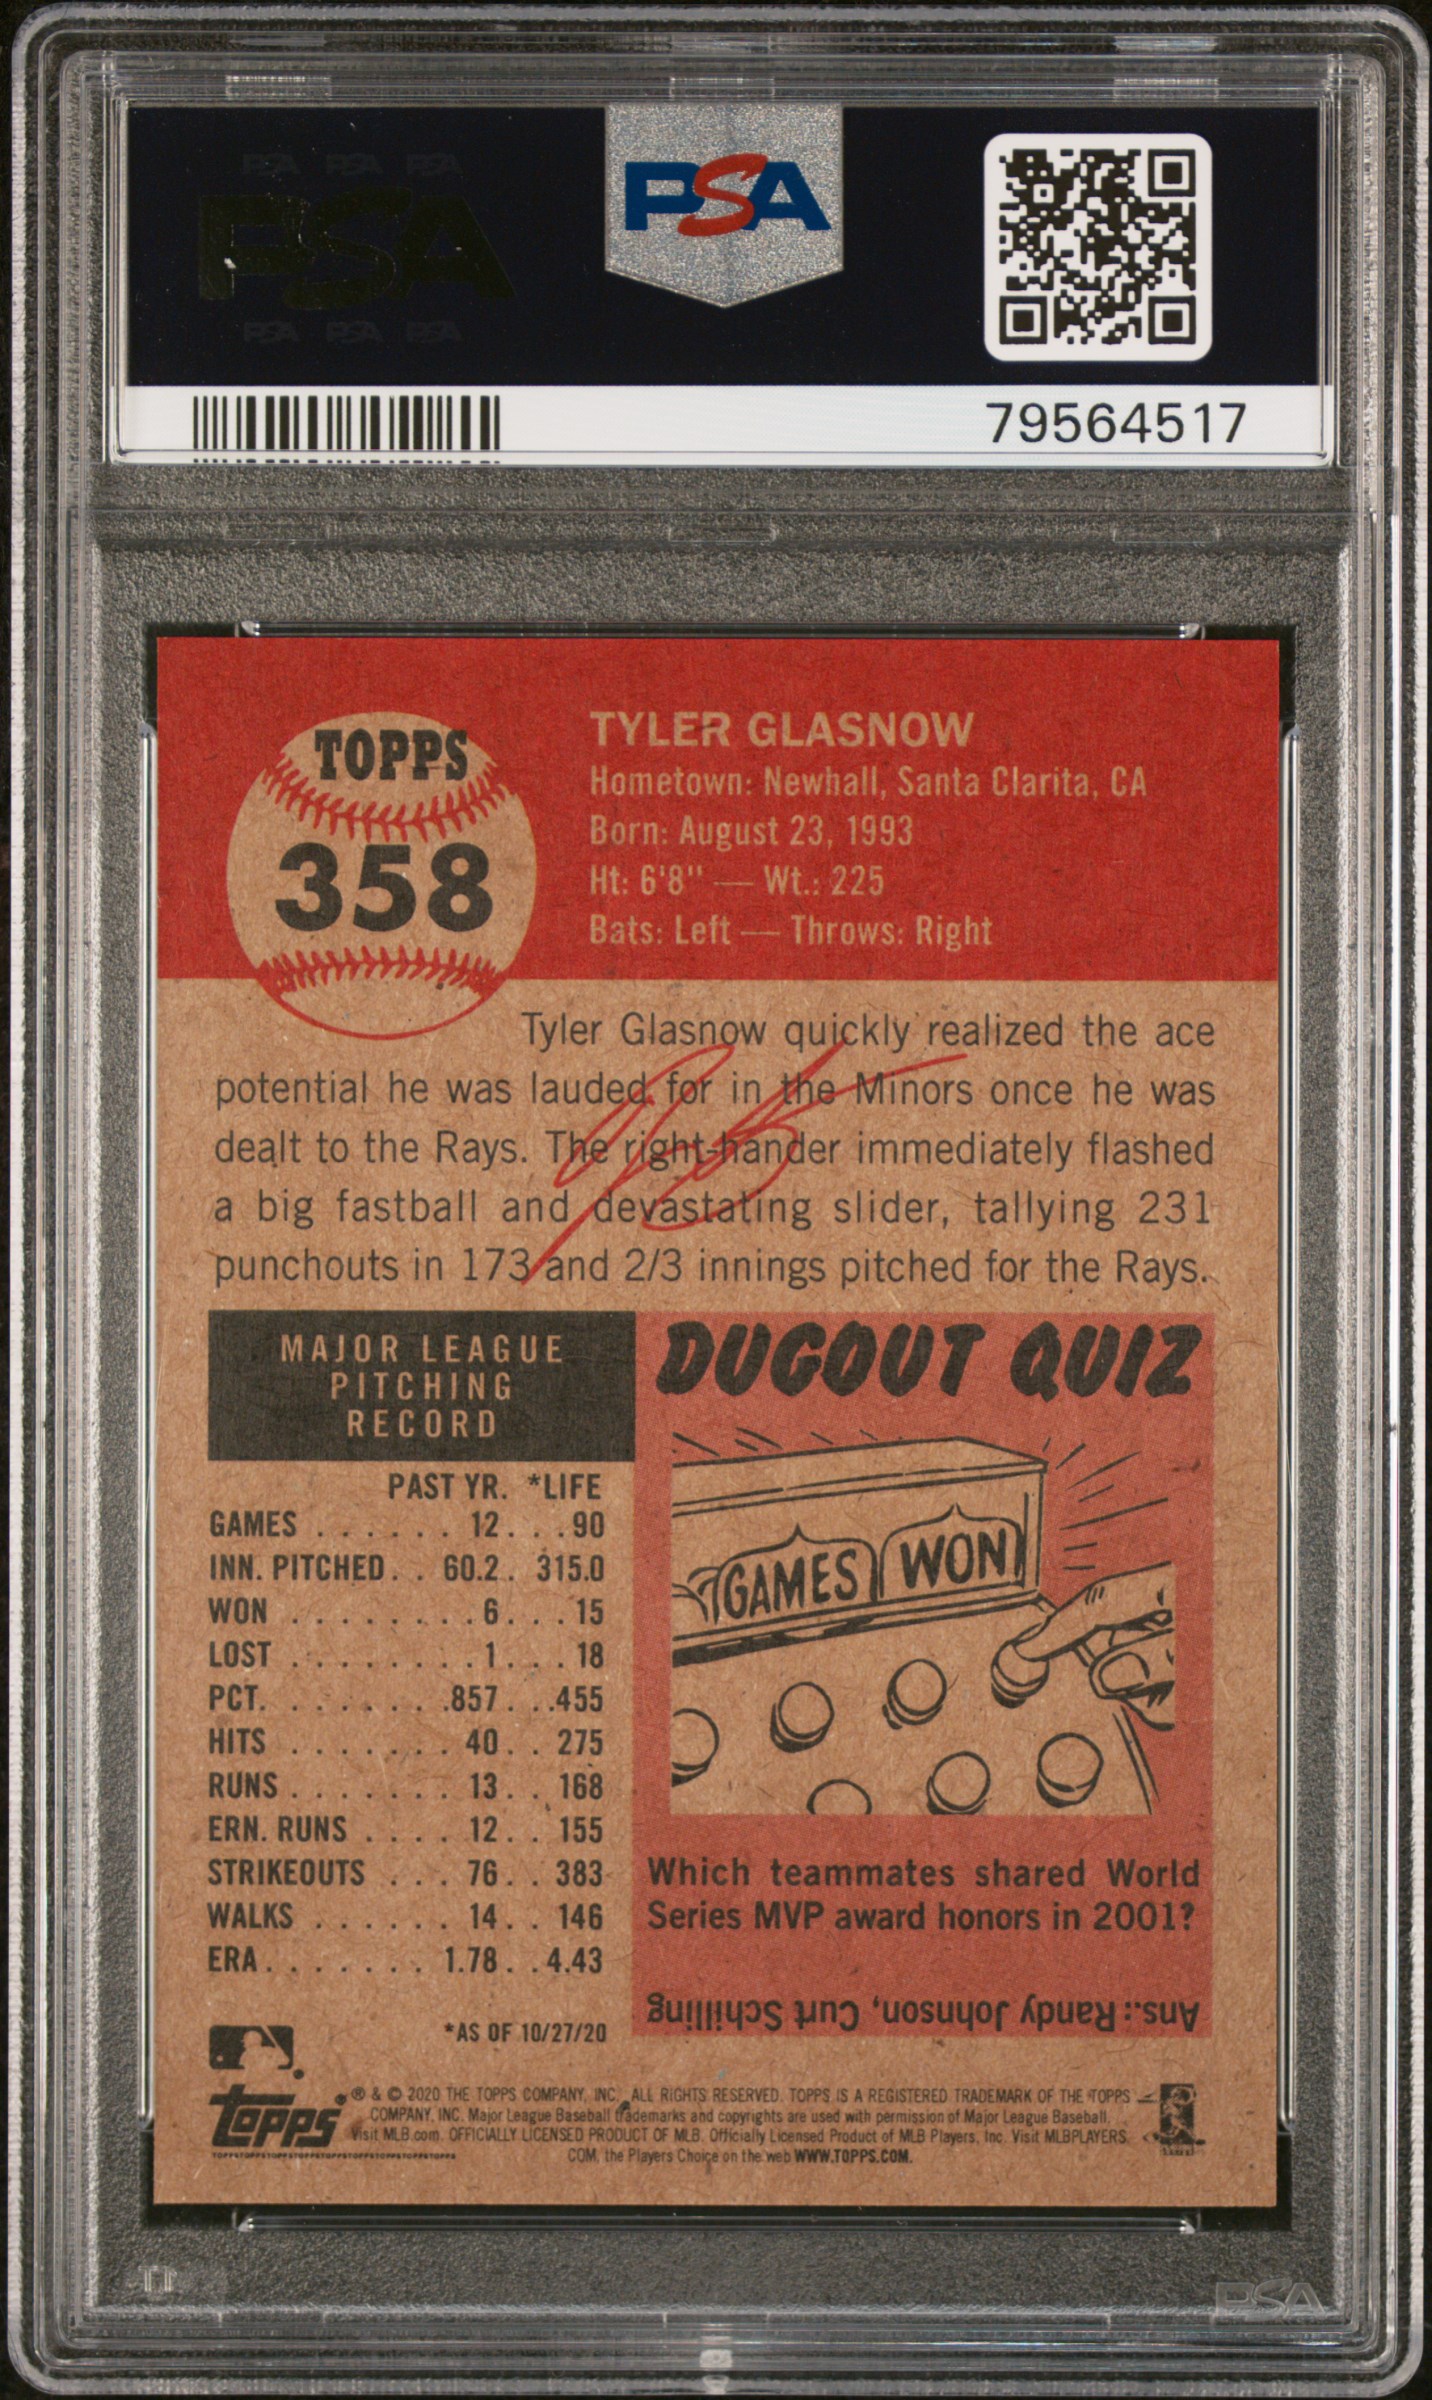 PSA PSA PSA
PSA
PSA PSA PSA
PSA
79564517
TOPPS
358
TYLER GLASNOW
Hometown: Newhall, Santa Clarita, CA
Born: August 23, 1993
Ht: 6'8" — Wt.: 225
Bats: Left — Throws: Right
Tyler Glasnow quickly realized the ace
potential he was lauded for in the Minors once he was
dealt to the Rays. The right-hander immediately flashed
a big fastball and devastating slider, tallying 231
punchouts in 173 and 2/3 innings pitched for the Rays.
MAJOR LEAGUE
PITCHING
RECORD
PAST YR. *LIFE
GAMES . . . . . . 12. . .90
INN. PITCHED. . 60.2. 315.0
WON . . . . . . . . 6. . . 15
LOST . . . . . . . . 1. . . 18
PCT. . . . . . . . .857. . .455
HITS . . . . . . . 40. . 275
RUNS. . . . . . . 13. . 168
ERN. RUNS . . . . 12. . 155
STRIKEOUTS . . . 76. . 383
WALKS . . . . . . 14. . 146
ERA. . . . . . . 1.78. . 4.43
*AS OF 10/27/20
DUGOUT QUIZ
GAMES WON
Which teammates shared World
Series MVP award honors in 2001?
Ans.: Randy Johnson, Curt Schilling
topps
® & © 2020 THE TOPPS COMPANY, INC. ALL RIGHTS RESERVED. TOPPS IS A REGISTERED TRADEMARK OF THE TOPPS
COMPANY, INC. Major League Baseball trademarks and copyrights are used with permission of Major League Baseball.
Visit MLB.com. OFFICIALLY LICENSED PRODUCT OF MLB. Officially Licensed Product of MLB Players, Inc. Visit MLBPLAYERS.
COM, the Players Choice on the web WWW.TOPPS.COM.
PSA